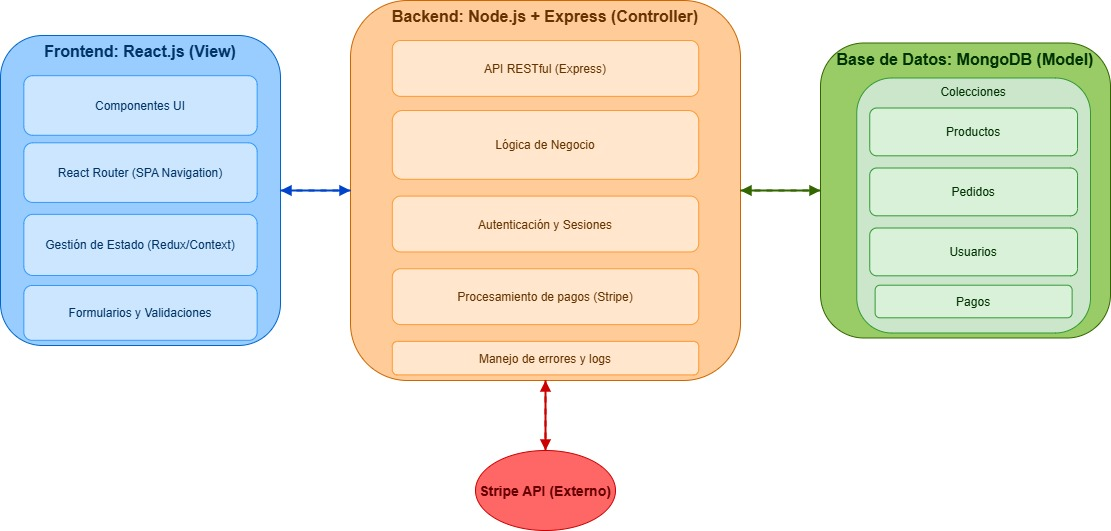 Frontend: React.js (View)
Componentes UI
React Router (SPA Navigation)
Gestión de Estado (Redux/Context)
Formularios y Validaciones
Backend: Node.js + Express (Controller)
API RESTful (Express)
Lógica de Negocio
Autenticación y Sesiones
Procesamiento de pagos (Stripe)
Manejo de errores y logs
Base de Datos: MongoDB (Model)
Colecciones
Productos
Pedidos
Usuarios
Pagos
Stripe API (Externo)